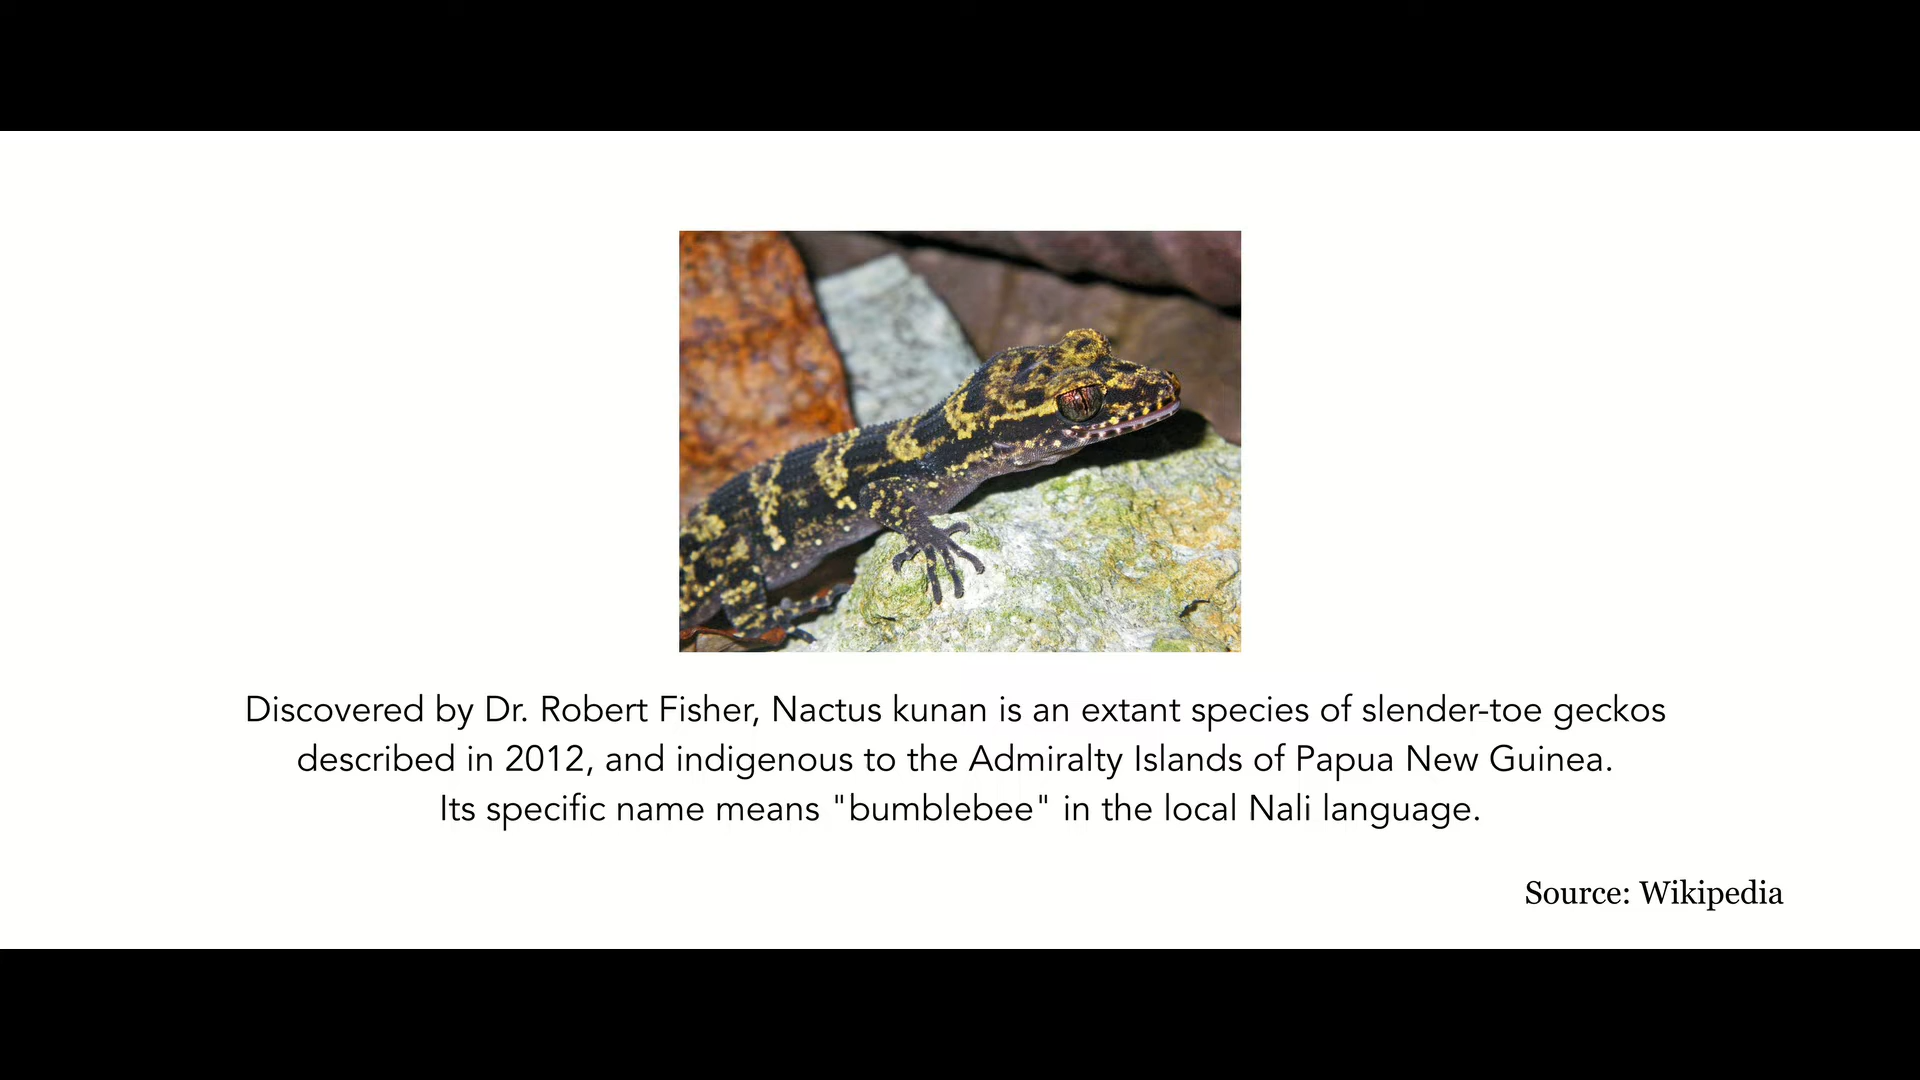 Discovered by Dr. Robert Fisher, Nactus kunan is an extant species of slender-toe geckos
described in 2012, and indigenous to the Admiralty Islands of Papua New Guinea.
Its specific name means "bumblebee" in the local Nali language.
Source: Wikipedia